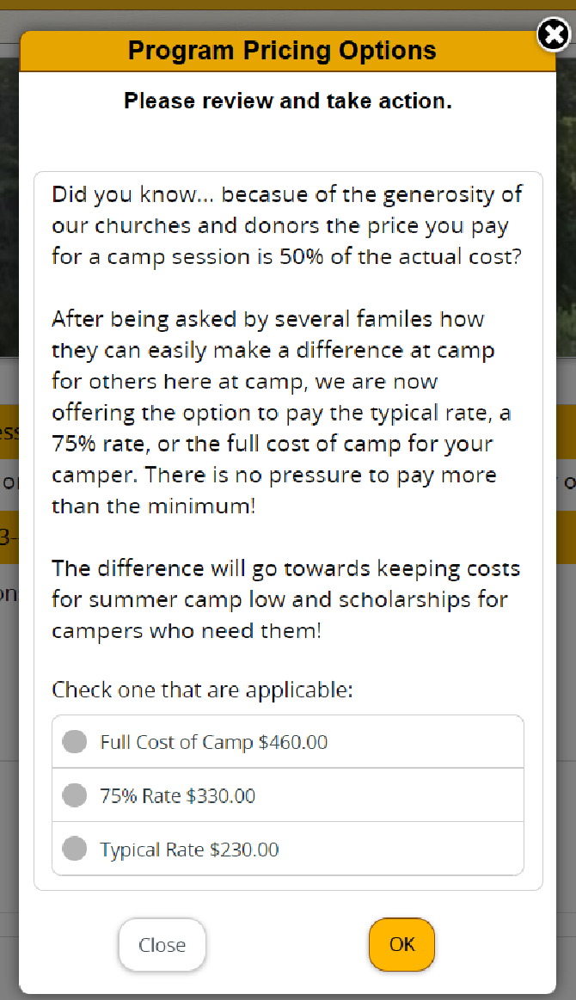 Program Pricing Options
Please review and take action.
Did you know... becasue of the generosity of
our churches and donors the price you pay
for a camp session is 50% of the actual cost?
After being asked by several familes how
they can easily make a difference at camp
for others here at camp, we are now
offering the option to pay the typical rate, a
75% rate, or the full cost of camp for your
camper. There is no pressure to pay more
than the minimum!
The difference will go towards keeping costs
for summer camp low and scholarships for
campers who need them!
Check one that are applicable:
Full Cost of Camp $460.00
75% Rate $330.00
Typical Rate $230.00
Close
OK